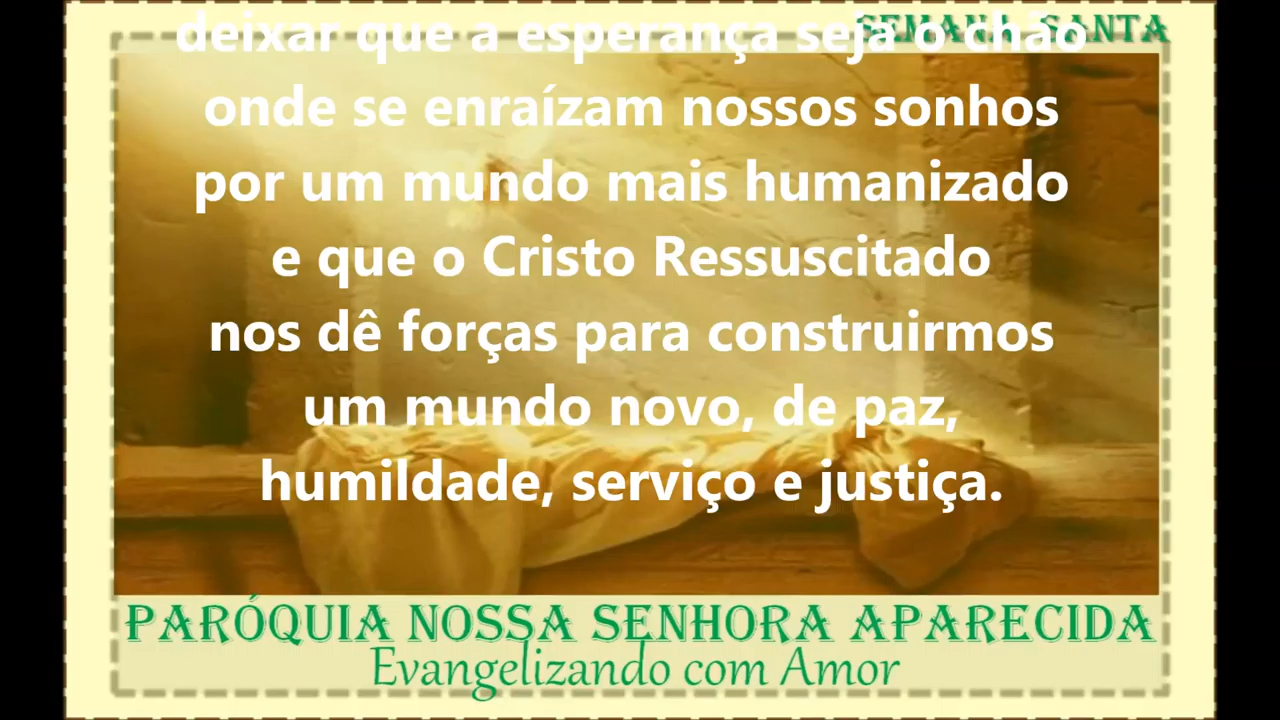 SEMANA SANTA
deixar que a esperança seja o chão
onde se enraízam nossos sonhos
por um mundo mais humanizado
e que o Cristo Ressuscitado
nos dê forças para construirmos
um mundo novo, de paz,
humildade, serviço e justiça.
PARÓQUIA NOSSA SENHORA APARECIDA
Evangelizando com Amor